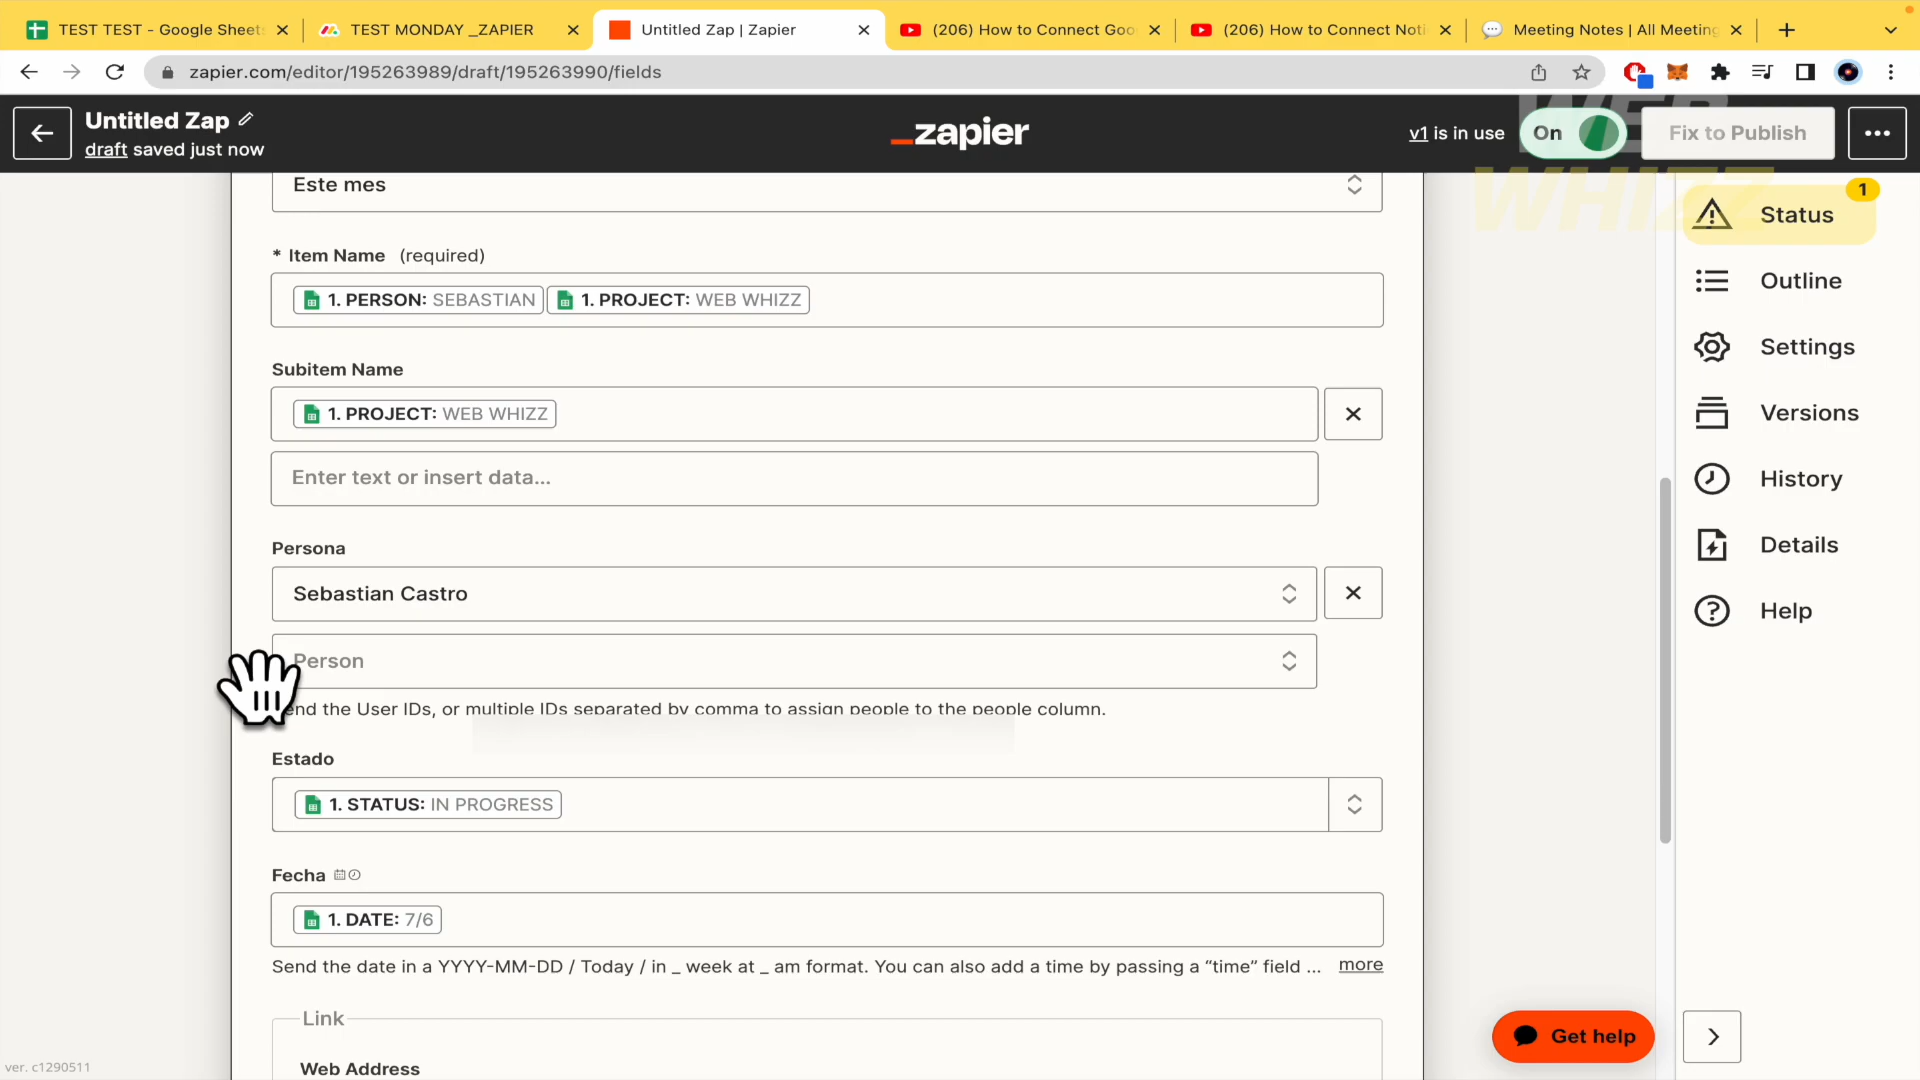 TEST TEST - Google Sheets
TEST MONDAY _ZAPIER
Untitled Zap | Zapier
(206) How to Connect Goo
(206) How to Connect Noti
Meeting Notes | All Meeting
zapier.com/editor/195263989/draft/195263990/fields
Untitled Zap
draft saved just now
_zapier
v1 is in use
On
Fix to Publish
WEB
WHIZZ
1
Status
Outline
Settings
Versions
History
Details
Help
Este mes
* Item Name (required)
1. PERSON: SEBASTIAN 1. PROJECT: WEB WHIZZ
Subitem Name
1. PROJECT: WEB WHIZZ
Enter text or insert data...
Persona
Sebastian Castro
Person
end the User IDs, or multiple IDs separated by comma to assign people to the people column.
Estado
1. STATUS: IN PROGRESS
Fecha
1. DATE: 7/6
Send the date in a YYYY-MM-DD / Today / in _ week at _ am format. You can also add a time by passing a “time” field ... more
Link
Web Address
Get help
ver. c1290511